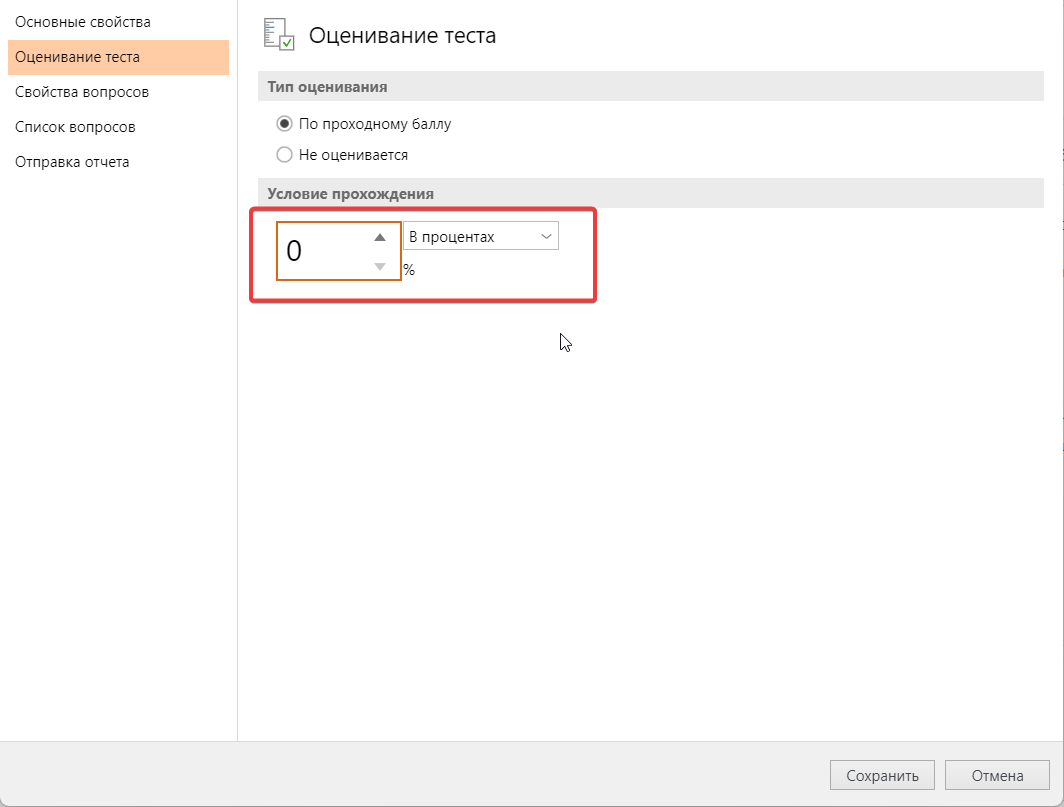 Основные свойства
Оценивание теста
Свойства вопросов
Список вопросов
Отправка отчета
Оценивание теста
Тип оценивания
По проходному баллу
Не оценивается
Условие прохождения
0
В процентах
%
Сохранить
Отмена